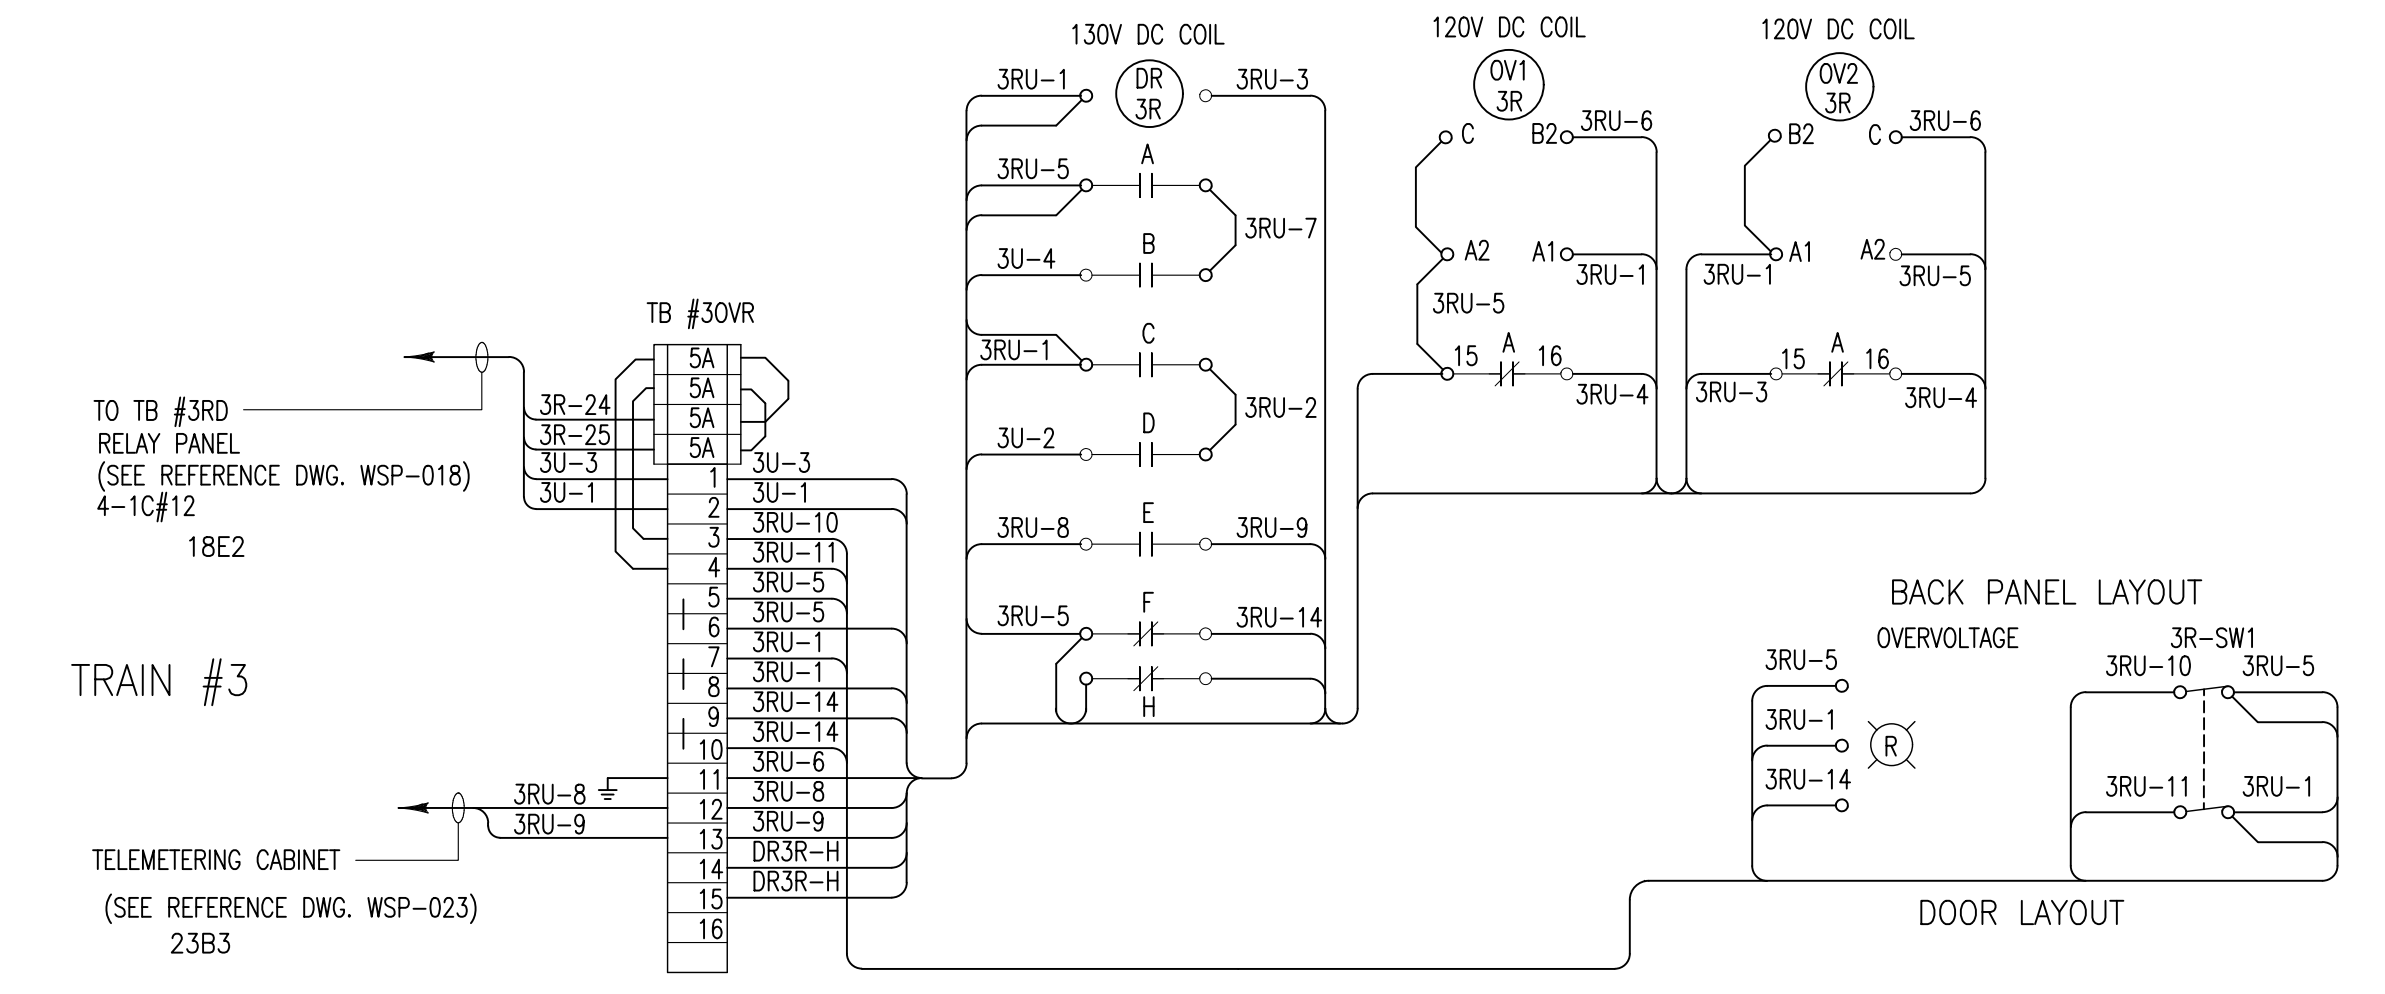 130V DC COIL
120V DC COIL
120V DC COIL
3RU-1
DR
3R
3RU-3
OV1
3R
OV2
3R
C
B2
3RU-6
B2
C
3RU-6
3RU-5
A
3RU-7
3U-4
B
A2
A1
3RU-1
3RU-1
A1
A2
3RU-5
3RU-5
3RU-1
C
3RU-2
15
A
16
3RU-4
3RU-3
15
A
16
3RU-4
3U-2
D
3RU-8
E
3RU-9
3RU-5
F
3RU-14
H
TB #3OVR
5A
5A
5A
5A
TO TB #3RD
RELAY PANEL
(SEE REFERENCE DWG. WSP-018)
4-1C#12
18E2
3R-24
3R-25
3U-3
1
3U-3
3U-1
2
3U-1
3
3RU-10
4
3RU-11
5
3RU-5
6
3RU-5
7
3RU-1
8
3RU-1
9
3RU-14
10
3RU-14
11
3RU-6
3RU-8
12
3RU-8
3RU-9
13
3RU-9
14
DR3R-H
15
DR3R-H
16
TRAIN #3
TELEMETERING CABINET
(SEE REFERENCE DWG. WSP-023)
23B3
BACK PANEL LAYOUT
OVERVOLTAGE
3R-SW1
3RU-5
3RU-1
R
3RU-14
3RU-10
3RU-5
3RU-11
3RU-1
DOOR LAYOUT